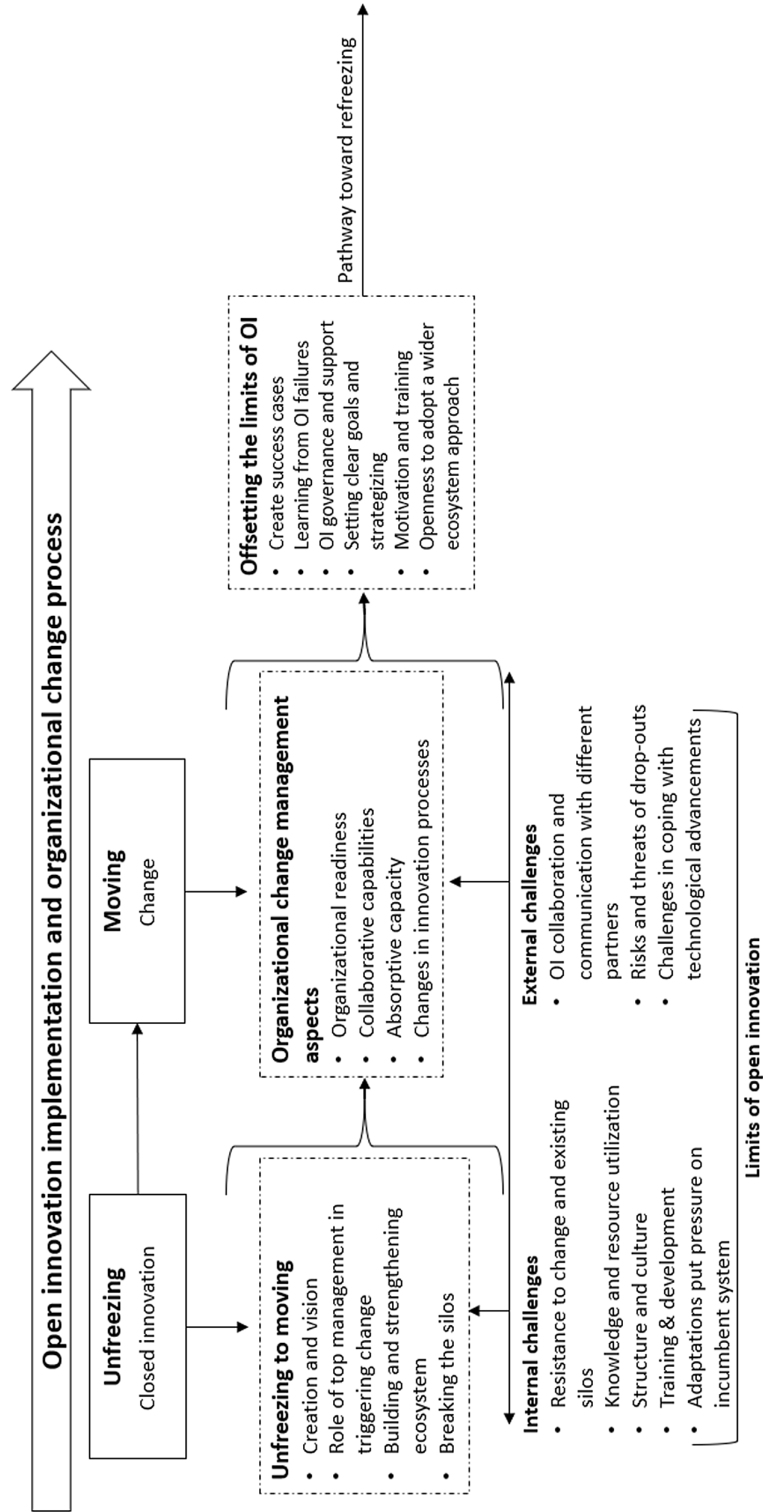 Open innovation implementation and organizational change process
Unfreezing
Closed innovation
Moving
Change
Unfreezing to moving
• Creation and vision
• Role of top management in
triggering change
• Building and strengthening
ecosystem
• Breaking the silos
Organizational change management
aspects
• Organizational readiness
• Collaborative capabilities
• Absorptive capacity
• Changes in innovation processes
Offsetting the limits of OI
• Create success cases
• Learning from OI failures
• OI governance and support
• Setting clear goals and
strategizing
• Motivation and training
• Openness to adopt a wider
ecosystem approach
Pathway toward refreezing
Internal challenges
• Resistance to change and existing
silos
• Knowledge and resource utilization
• Structure and culture
• Training & development
• Adaptations put pressure on
incumbent system
External challenges
• OI collaboration and
communication with different
partners
• Risks and threats of drop-outs
• Challenges in coping with
technological advancements
Limits of open innovation